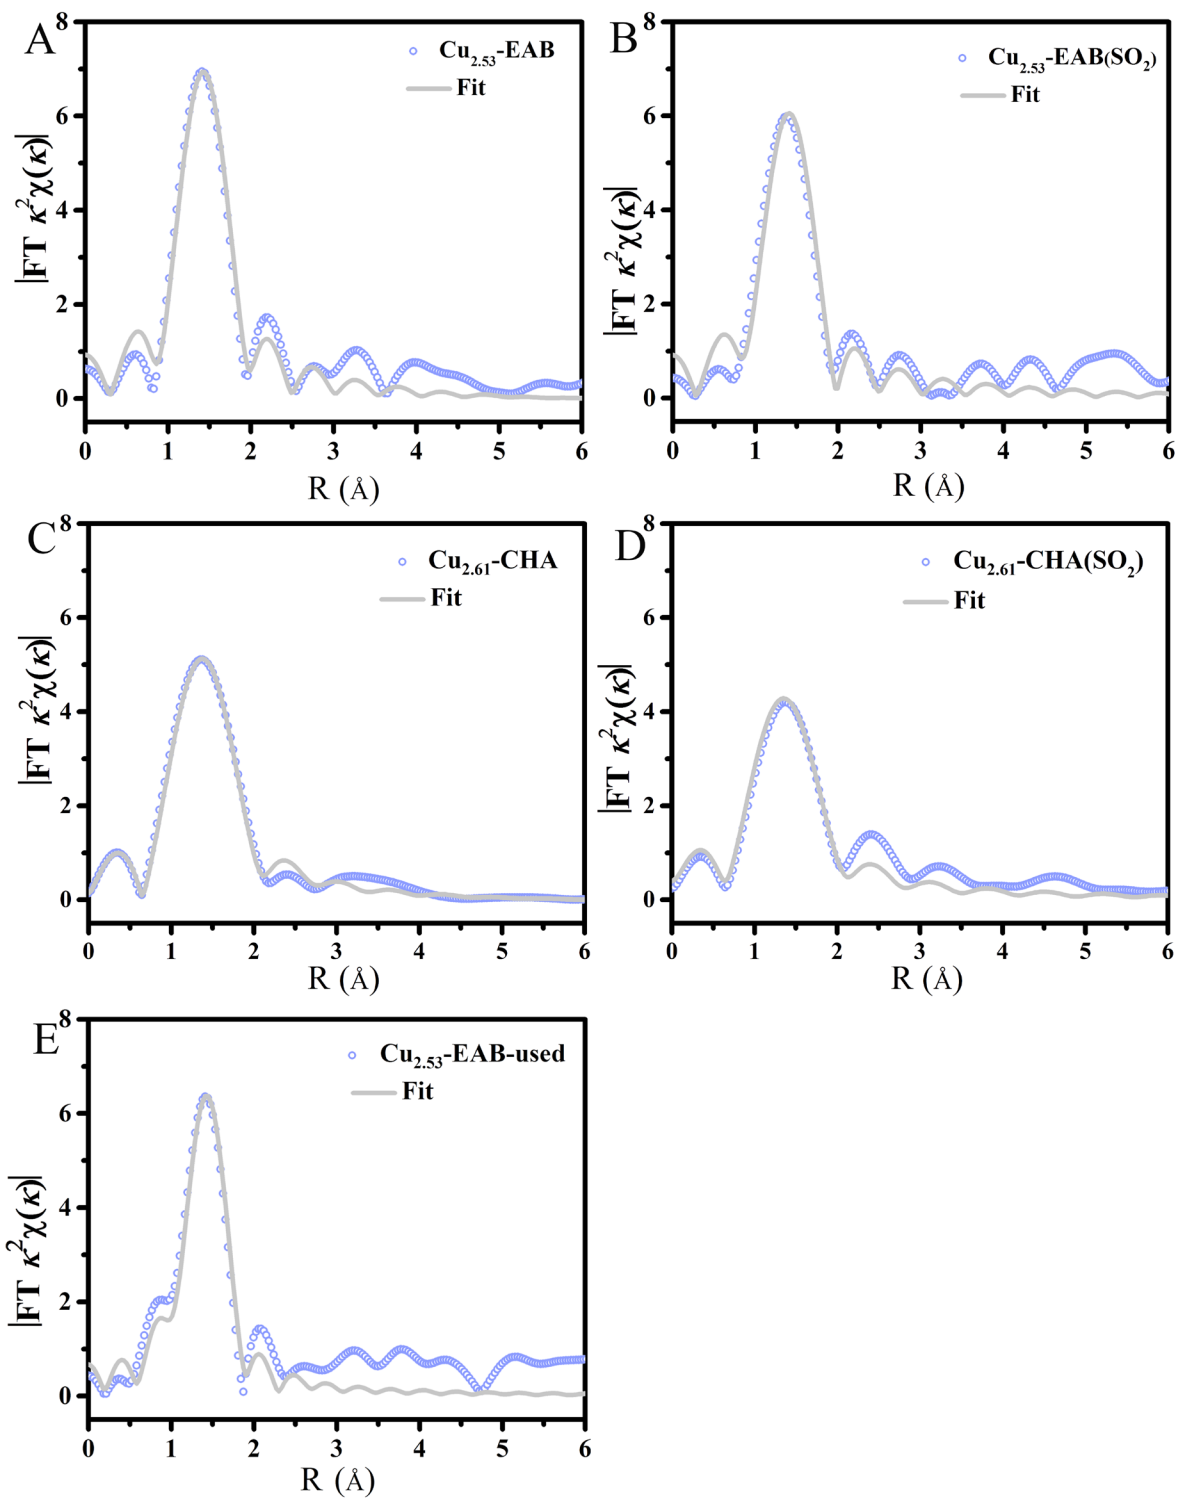 A
Cu2.53-EAB
Fit
|FT κ²χ(κ)|
8
6
4
2
0
0 1 2 3 4 5 6
R (Å)
B
Cu2.53-EAB(SO2)
Fit
|FT κ²χ(κ)|
8
6
4
2
0
0 1 2 3 4 5 6
R (Å)
C
Cu2.61-CHA
Fit
|FT κ²χ(κ)|
8
6
4
2
0
0 1 2 3 4 5 6
R (Å)
D
Cu2.61-CHA(SO2)
Fit
|FT κ²χ(κ)|
8
6
4
2
0
0 1 2 3 4 5 6
R (Å)
E
Cu2.53-EAB-used
Fit
|FT κ²χ(κ)|
8
6
4
2
0
0 1 2 3 4 5 6
R (Å)